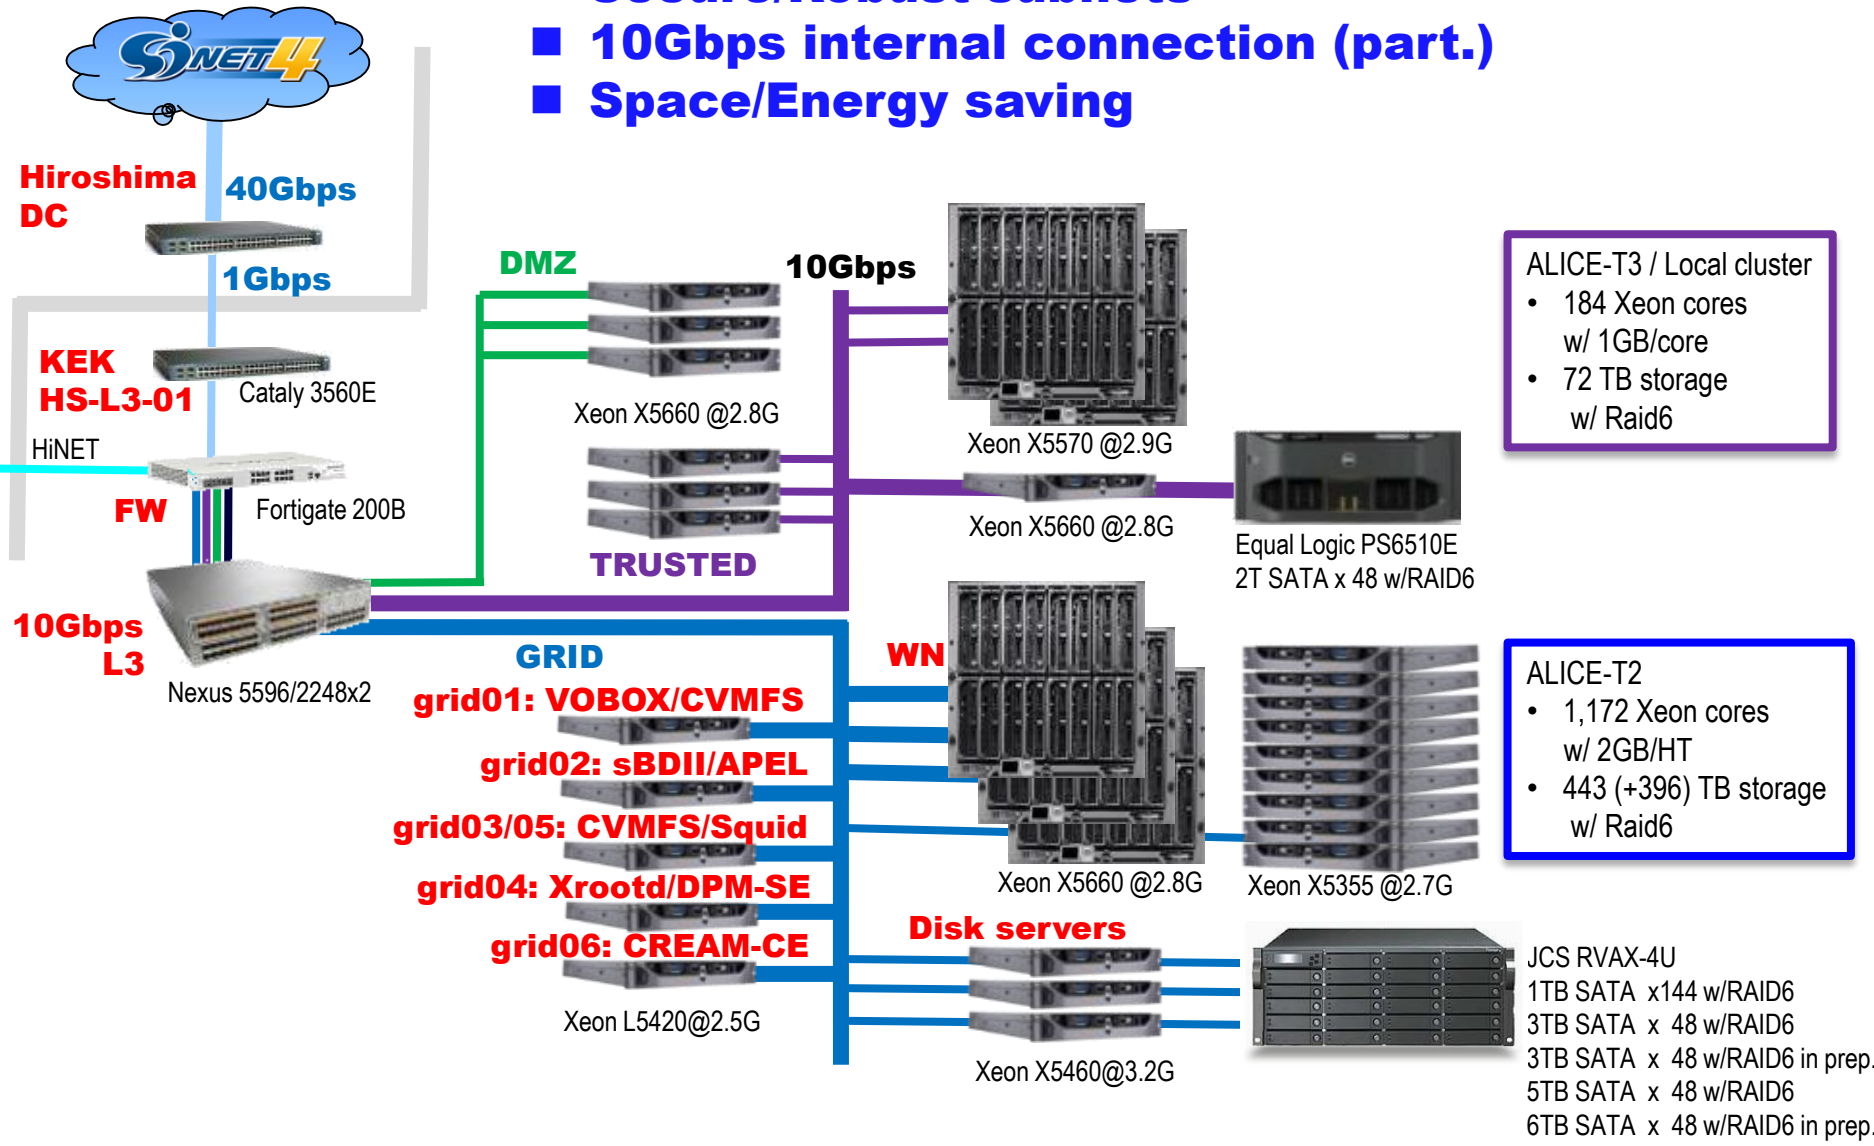 Secure/Robust subnets
■ 10Gbps internal connection (part.)
■ Space/Energy saving
SINET4
Hiroshima
DC
40Gbps
1Gbps
KEK
HS-L3-01
Cataly 3560E
HiNET
FW
Fortigate 200B
10Gbps
L3
Nexus 5596/2248x2
DMZ
Xeon X5660 @2.8G
TRUSTED
10Gbps
Xeon X5570 @2.9G
Xeon X5660 @2.8G
Equal Logic PS6510E
2T SATA x 48 w/RAID6
ALICE-T3 / Local cluster
• 184 Xeon cores
w/ 1GB/core
• 72 TB storage
w/ Raid6
GRID
grid01: VOBOX/CVMFS
grid02: sBDII/APEL
grid03/05: CVMFS/Squid
grid04: Xrootd/DPM-SE
grid06: CREAM-CE
Xeon L5420@2.5G
WN
Xeon X5660 @2.8G
Xeon X5355 @2.7G
ALICE-T2
• 1,172 Xeon cores
w/ 2GB/HT
• 443 (+396) TB storage
w/ Raid6
Disk servers
Xeon X5460@3.2G
JCS RVAX-4U
1TB SATA x144 w/RAID6
3TB SATA x 48 w/RAID6
3TB SATA x 48 w/RAID6 in prep.
5TB SATA x 48 w/RAID6
6TB SATA x 48 w/RAID6 in prep.